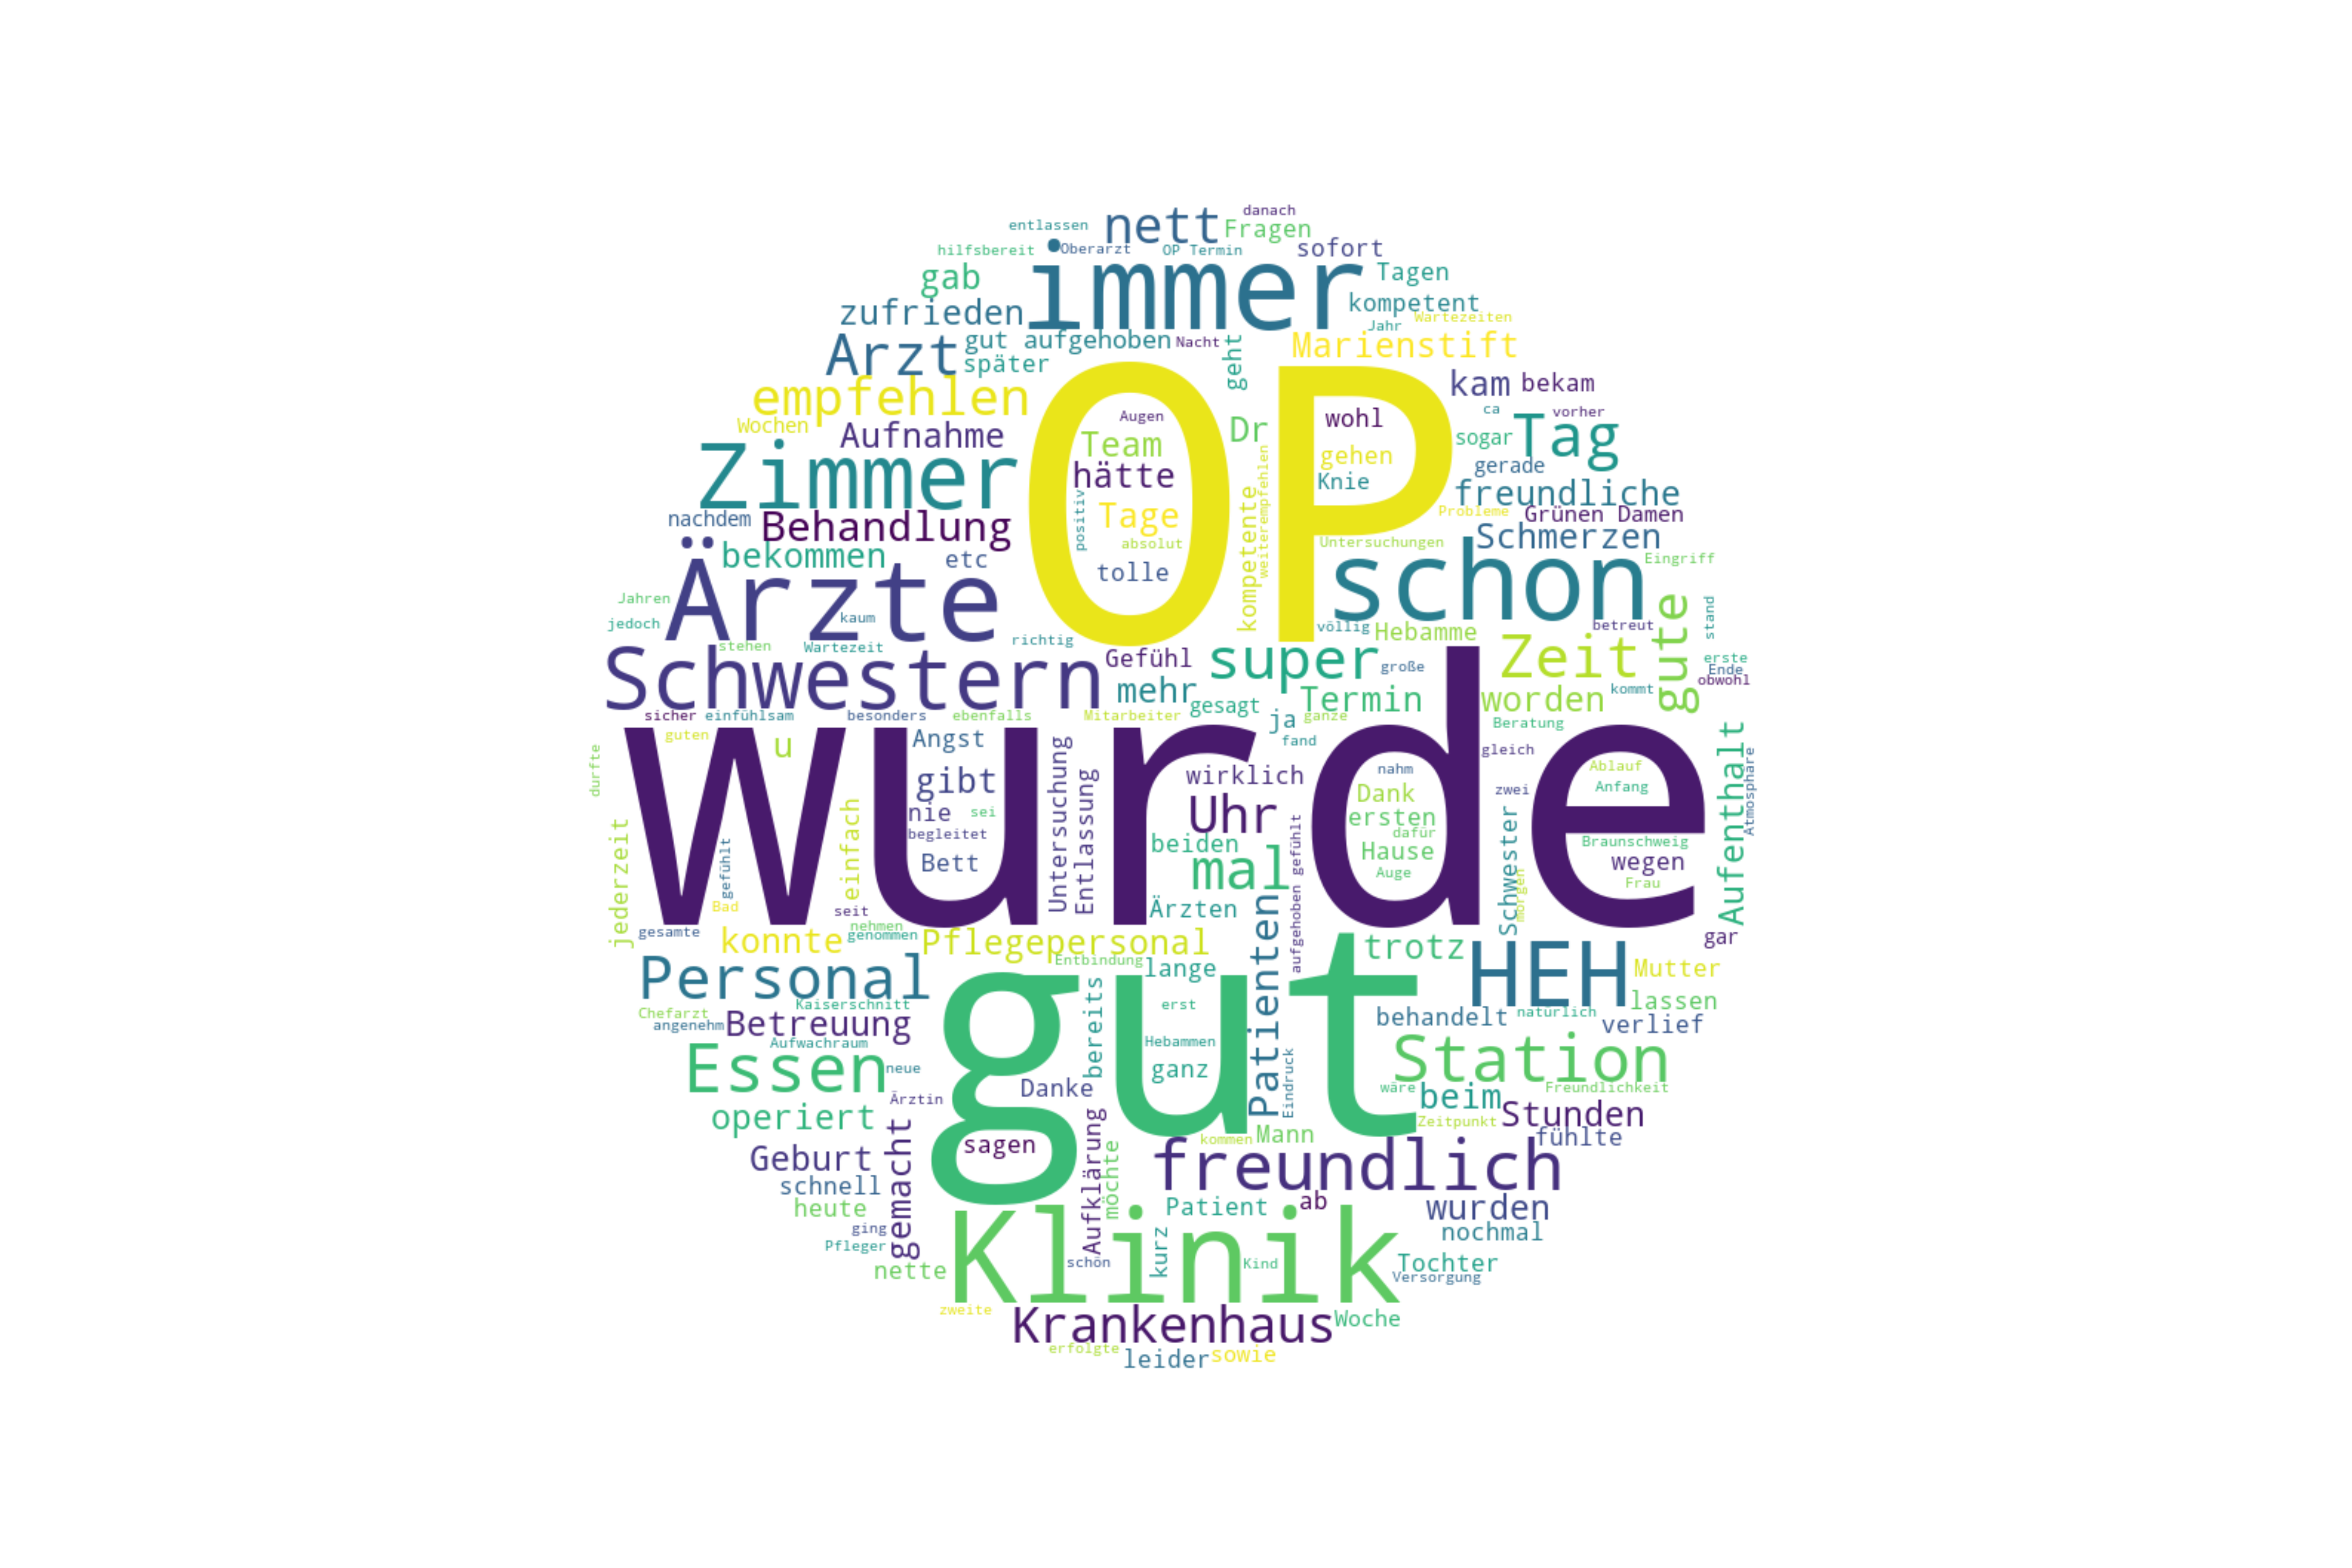 danach
entlassen
nett
Fragen
hilfsbereit
Oberarzt
OP Termin
sofort
gab
immer
Tagen
zufrieden
kompetent
Jahr
Wartezeiten
Arzt
gut aufgehoben
Nacht
geht
Marienstift
später
empfehlen
OP
kam
bekam
Wochen
Aufnahme
Augen
Team
Dr
wohl
ca
vorher
sogar
Tag
Zimmer
hätte
gehen
Knie
gerade
freundliche
nachdem
Behandlung
positiv
Tage
absolut
kompetente
weiterempfehlen
Probleme
Grünen Damen
bekommen
etc
tolle
Untersuchungen
Schmerzen
Eingriff
Jahren
Ärzte
schon
jedoch
kaum
richtig
völlig
Hebamme
betreut
stand
stehen
Wartezeit
Schwestern
Gefühl
super
große
Zeit
gute
erste
Ende
obwohl
mehr
gesagt
Termin
worden
kommt
sicher
einfühlsam
besonders
ebenfalls
Mitarbeiter
ja
ganze
Beratung
wurde
guten
u
Angst
fand
gleich
durfte
gibt
Untersuchung
Entlassung
wirklich
nahm
zwei
Ablauf
Anfang
Aufenthalt
Atmosphäre
nie
sei
Uhr
Dank
ersten
dafür
begleitet
beiden
Hause
Braunschweig
wegen
jederzeit
gefühlt
einfach
Bett
mal
aufgehoben gefühlt
Auge
Schwester
morgen
Frau
Bad
seit
Ärzten
gesamte
konnte
nehmen
genommen
Pflegepersonal
Patienten
trotz
gar
Personal
Entbindung
lange
HEH
Mutter
Kaiserschnitt
gut
bereits
erst
lassen
Chefarzt
angenehm
Betreuung
behandelt
natürlich
verlief
Aufwachraum
Hebammen
Essen
neue
ganz
Eindruck
Station
Danke
wäre
beim
Freundlichkeit
Ärztin
operiert
Zeitpunkt
Stunden
gemacht
sagen
Aufklärung
möchte
kommen
Mann
fühlte
Geburt
freundlich
schnell
heute
Patient
ab
wurden
ging
Pfleger
nochmal
nette
Klinik
schön
kurz
Kind
Tochter
Versorgung
zweite
Krankenhaus
Woche
erfolgte
leider
sowie